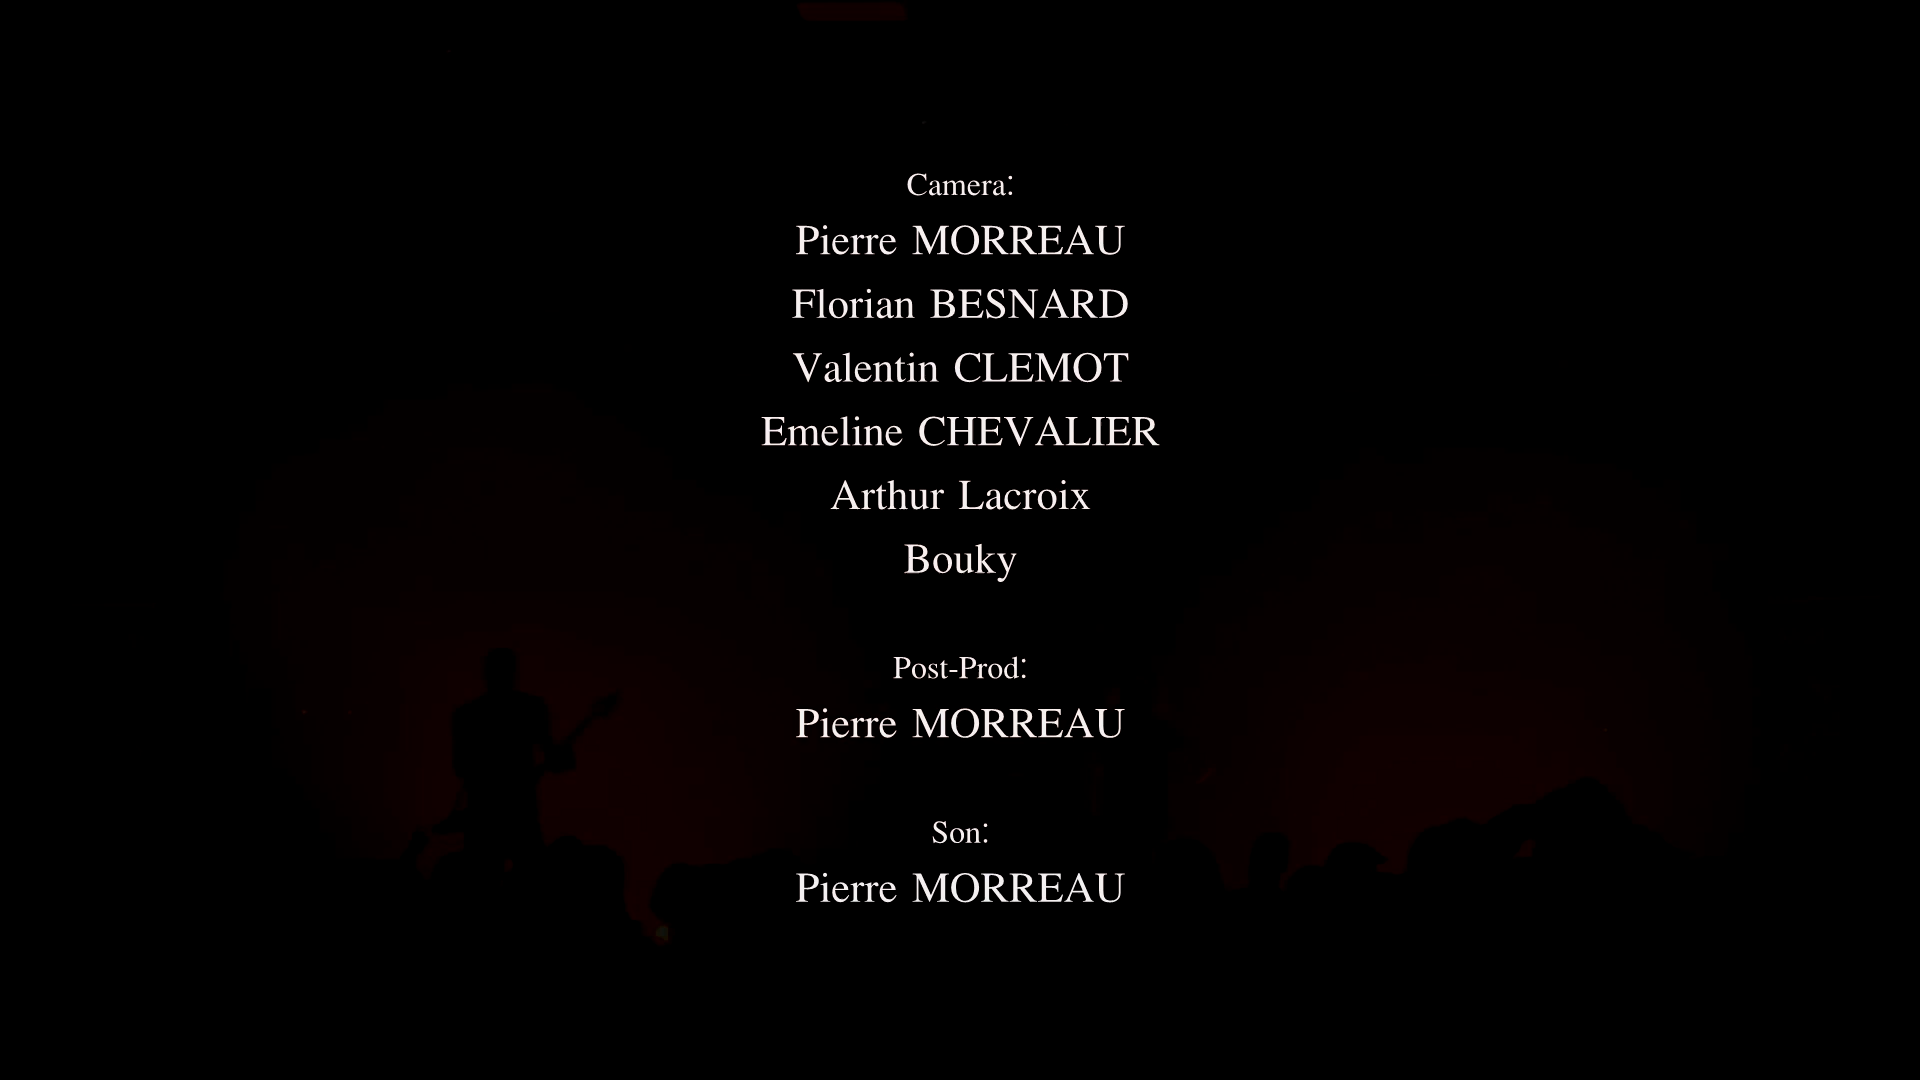 Camera:
Pierre MORREAU
Florian BESNARD
Valentin CLEMOT
Emeline CHEVALIER
Arthur Lacroix
Bouky
Post-Prod:
Pierre MORREAU
Son:
Pierre MORREAU